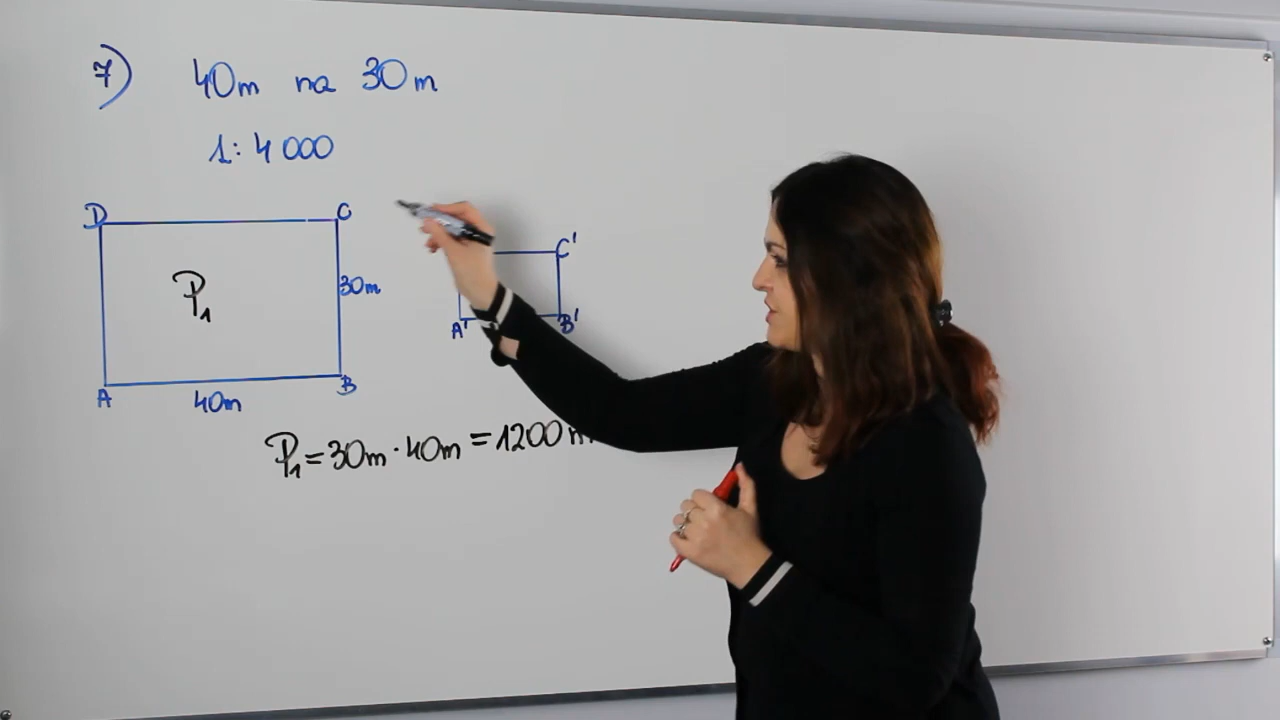 7) 40m na 30m
1:4 000
D C
P₁
30m
A B
40m
C'
A' B'
P₁ = 30m · 40m = 1200